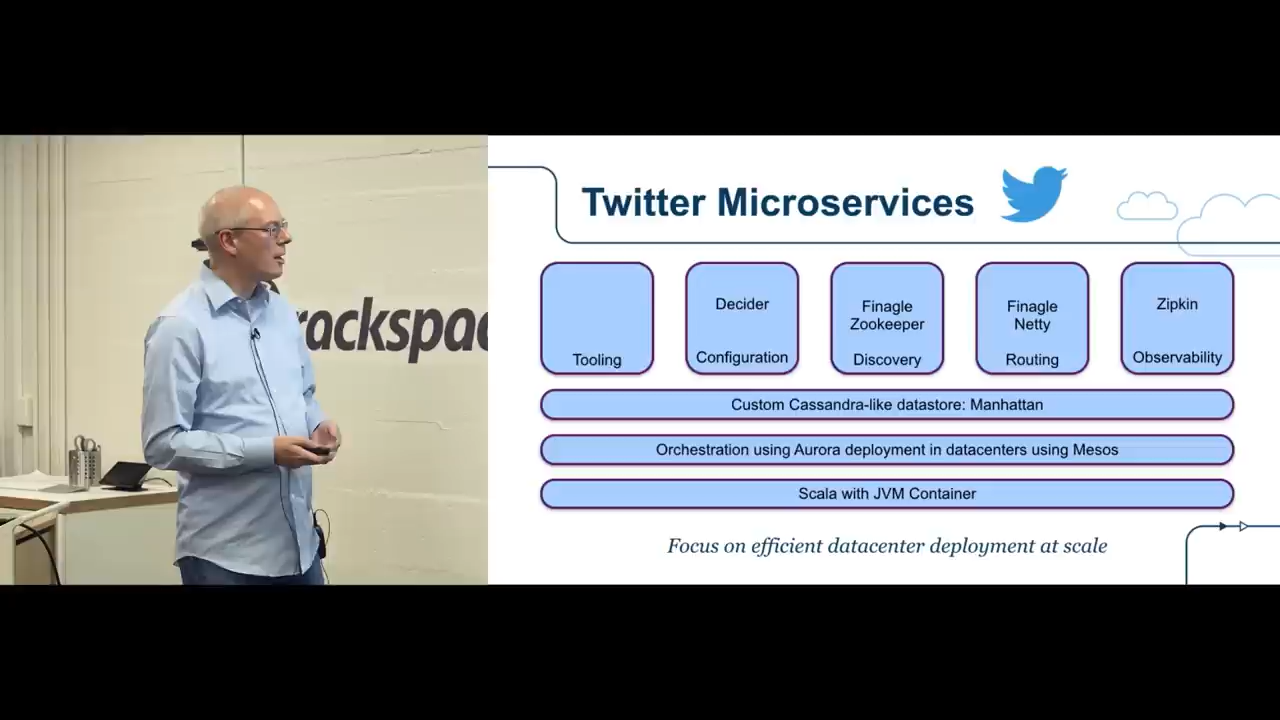 rackspac
Twitter Microservices
Tooling
Decider
Configuration
Finagle
Zookeeper
Discovery
Finagle
Netty
Routing
Zipkin
Observability
Custom Cassandra-like datastore: Manhattan
Orchestration using Aurora deployment in datacenters using Mesos
Scala with JVM Container
Focus on efficient datacenter deployment at scale